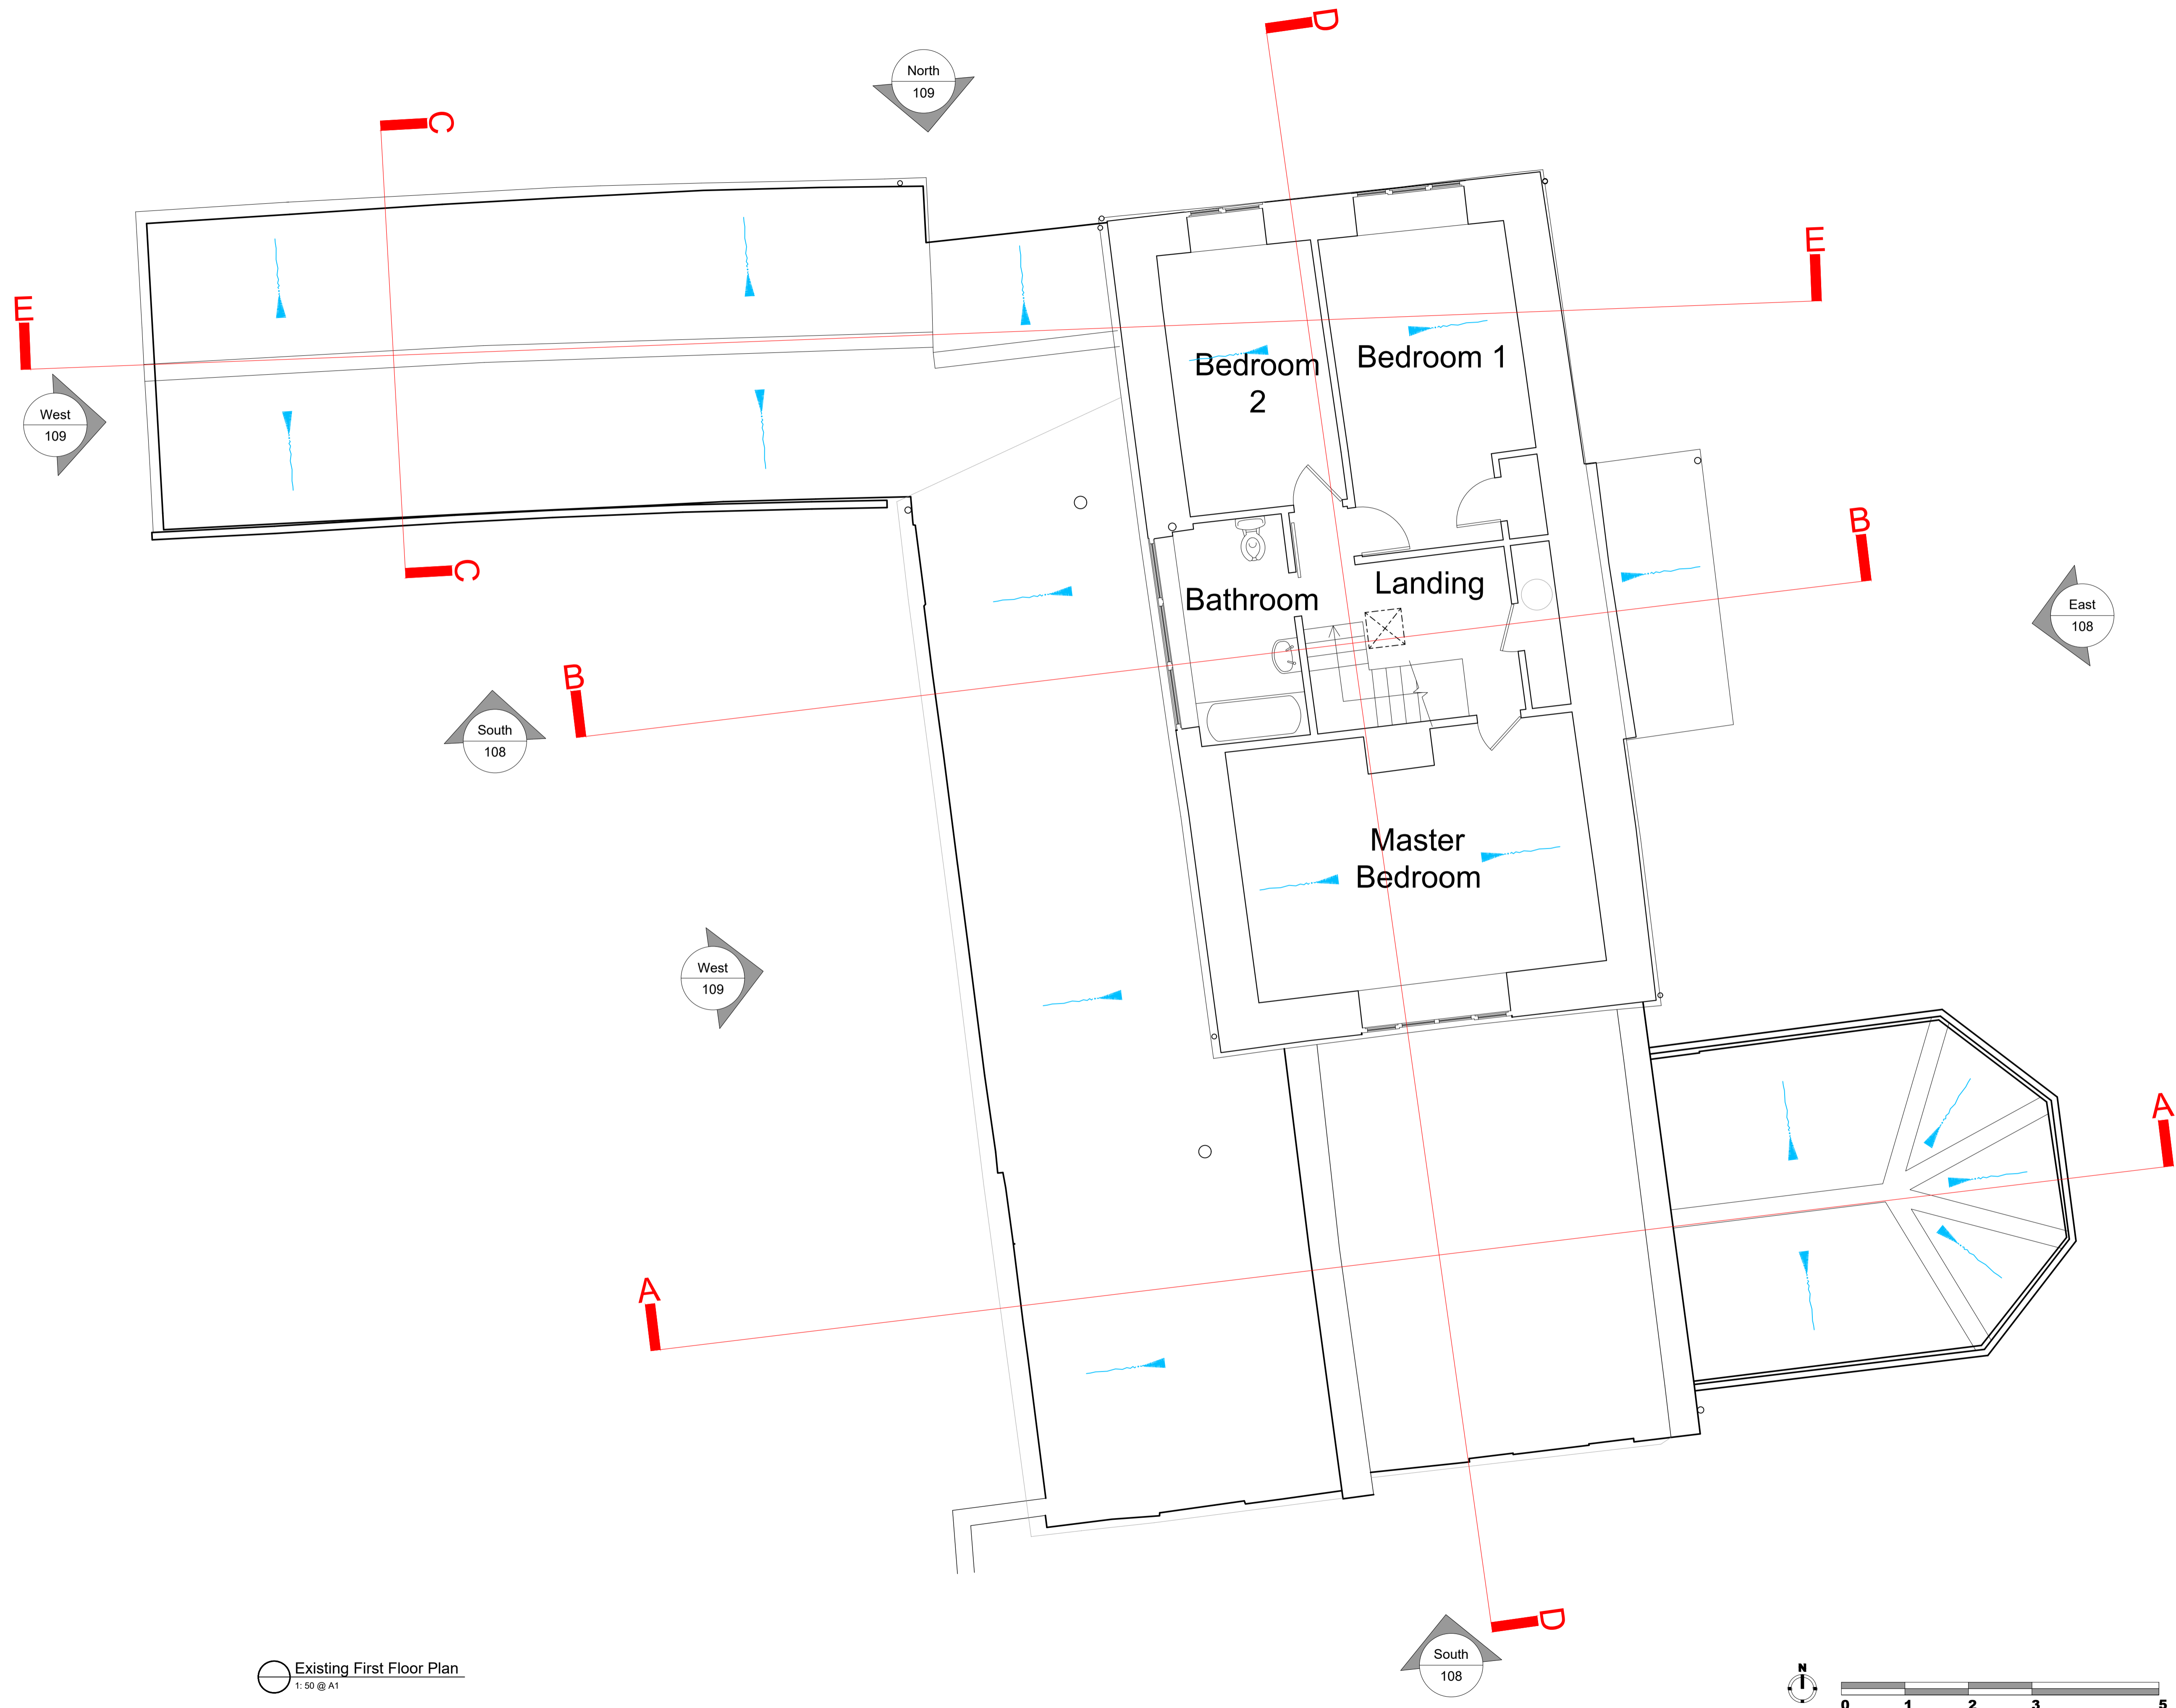 D
North
109
C
E
E
Bedroom 1
Bedroom
2
West
109
B
C
Landing
Bathroom
East
108
B
South
108
Master
Bedroom
West
109
A
A
D
South
108
Existing First Floor Plan
1: 50 @ A1
N
0 1 2 3 5